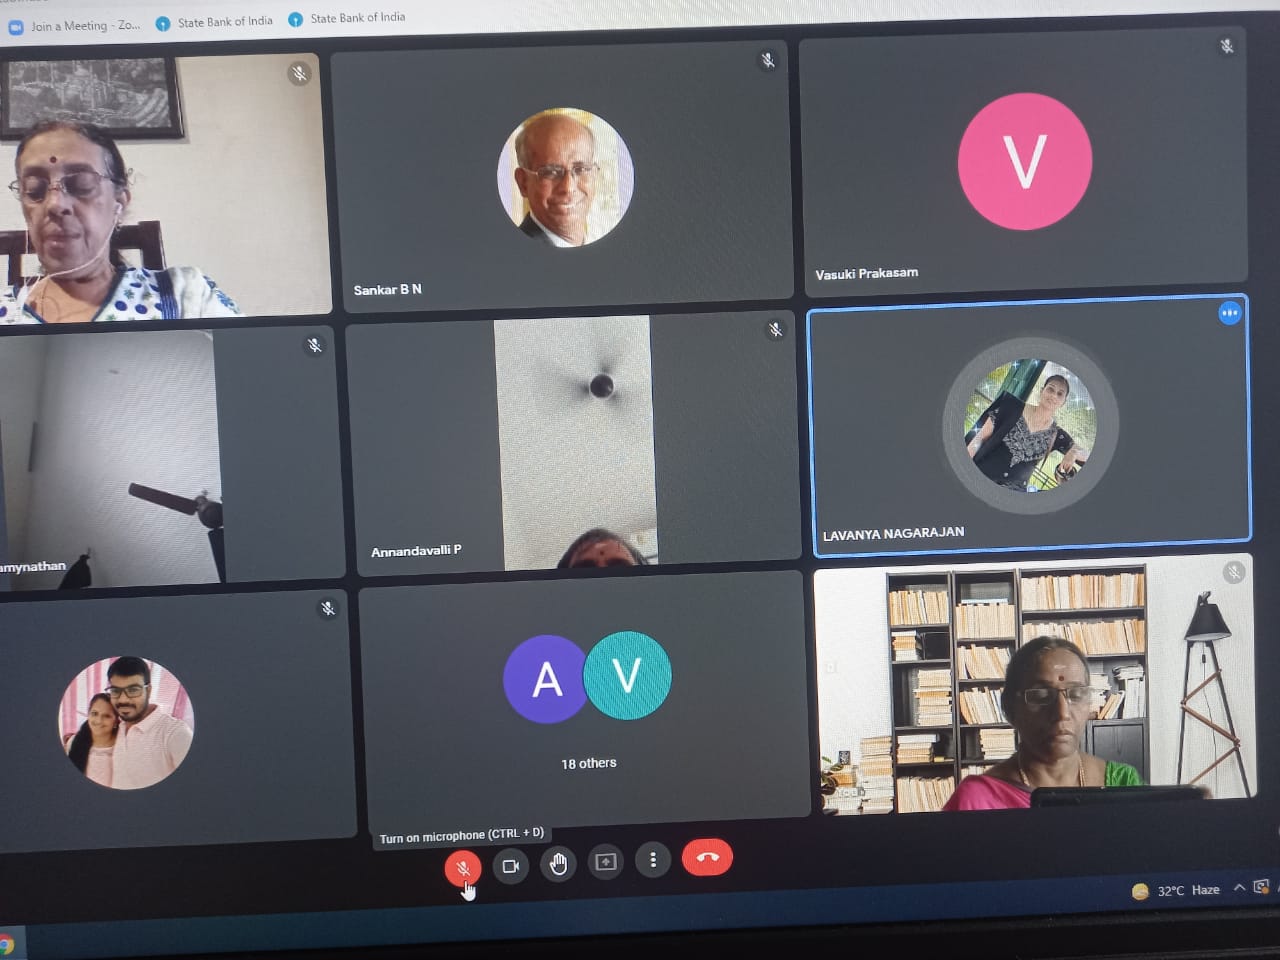 Join a Meeting - Zo...
State Bank of India
State Bank of India
Sankar B N
V
Vasuki Prakasam
amynathan
Annandavalli P
LAVANYA NAGARAJAN
A
V
18 others
Turn on microphone (CTRL + D)
32°C Haze